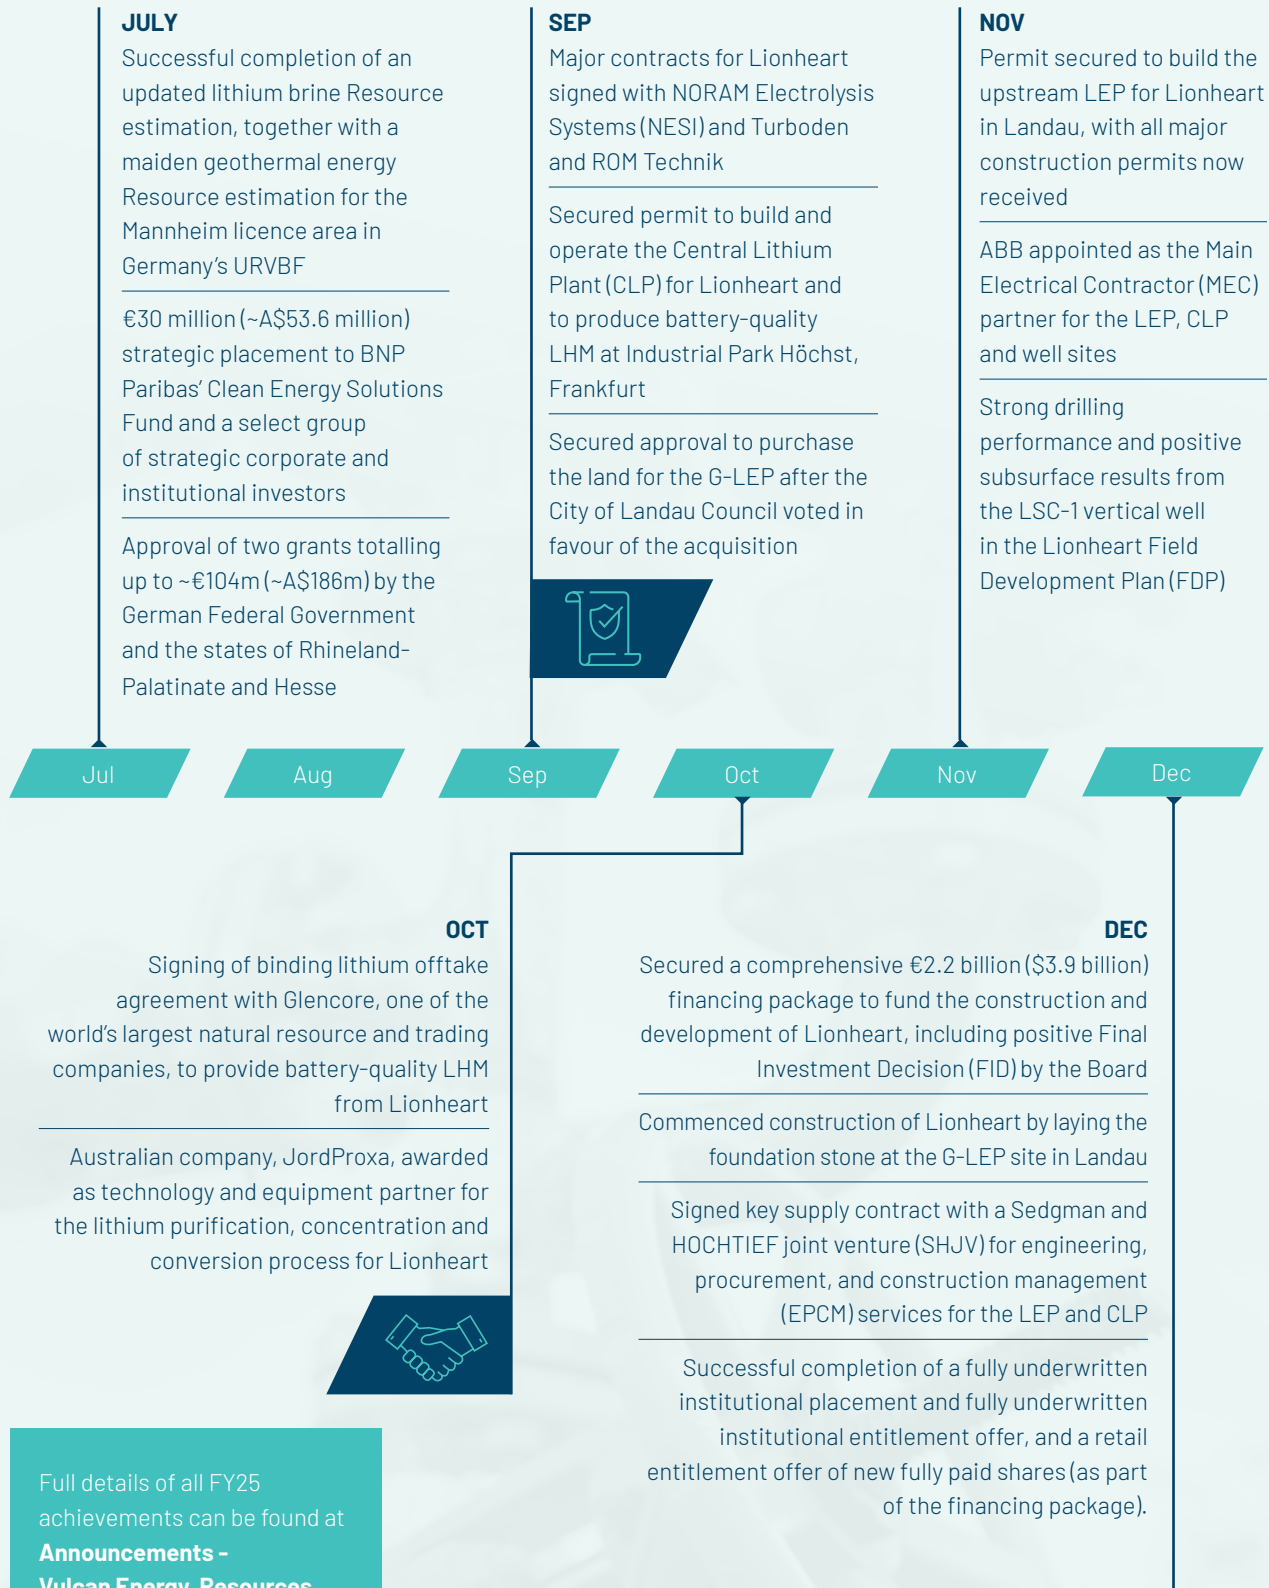 JULY
Successful completion of an
updated lithium brine Resource
estimation, together with a
maiden geothermal energy
Resource estimation for the
Mannheim licence area in
Germany's URVBF
€30 million (~A$53.6 million)
strategic placement to BNP
Paribas' Clean Energy Solutions
Fund and a select group
of strategic corporate and
institutional investors
Approval of two grants totalling
up to ~€104m (~A$186m) by the
German Federal Government
and the states of Rhineland-
Palatinate and Hesse
SEP
Major contracts for Lionheart
signed with NORAM Electrolysis
Systems (NESI) and Turboden
and ROM Technik
Secured permit to build and
operate the Central Lithium
Plant (CLP) for Lionheart and
to produce battery-quality
LHM at Industrial Park Höchst,
Frankfurt
Secured approval to purchase
the land for the G-LEP after the
City of Landau Council voted in
favour of the acquisition
NOV
Permit secured to build the
upstream LEP for Lionheart
in Landau, with all major
construction permits now
received
ABB appointed as the Main
Electrical Contractor (MEC)
partner for the LEP, CLP
and well sites
Strong drilling
performance and positive
subsurface results from
the LSC-1 vertical well
in the Lionheart Field
Development Plan (FDP)
Jul
Aug
Sep
Oct
Nov
Dec
OCT
Signing of binding lithium offtake
agreement with Glencore, one of the
world's largest natural resource and trading
companies, to provide battery-quality LHM
from Lionheart
Australian company, JordProxa, awarded
as technology and equipment partner for
the lithium purification, concentration and
conversion process for Lionheart
DEC
Secured a comprehensive €2.2 billion ($3.9 billion)
financing package to fund the construction and
development of Lionheart, including positive Final
Investment Decision (FID) by the Board
Commenced construction of Lionheart by laying the
foundation stone at the G-LEP site in Landau
Signed key supply contract with a Sedgman and
HOCHTIEF joint venture (SHJV) for engineering,
procurement, and construction management
(EPCM) services for the LEP and CLP
Successful completion of a fully underwritten
institutional placement and fully underwritten
institutional entitlement offer, and a retail
entitlement offer of new fully paid shares (as part
of the financing package).
Full details of all FY25
achievements can be found at
Announcements -
Vulcan Energy Resources